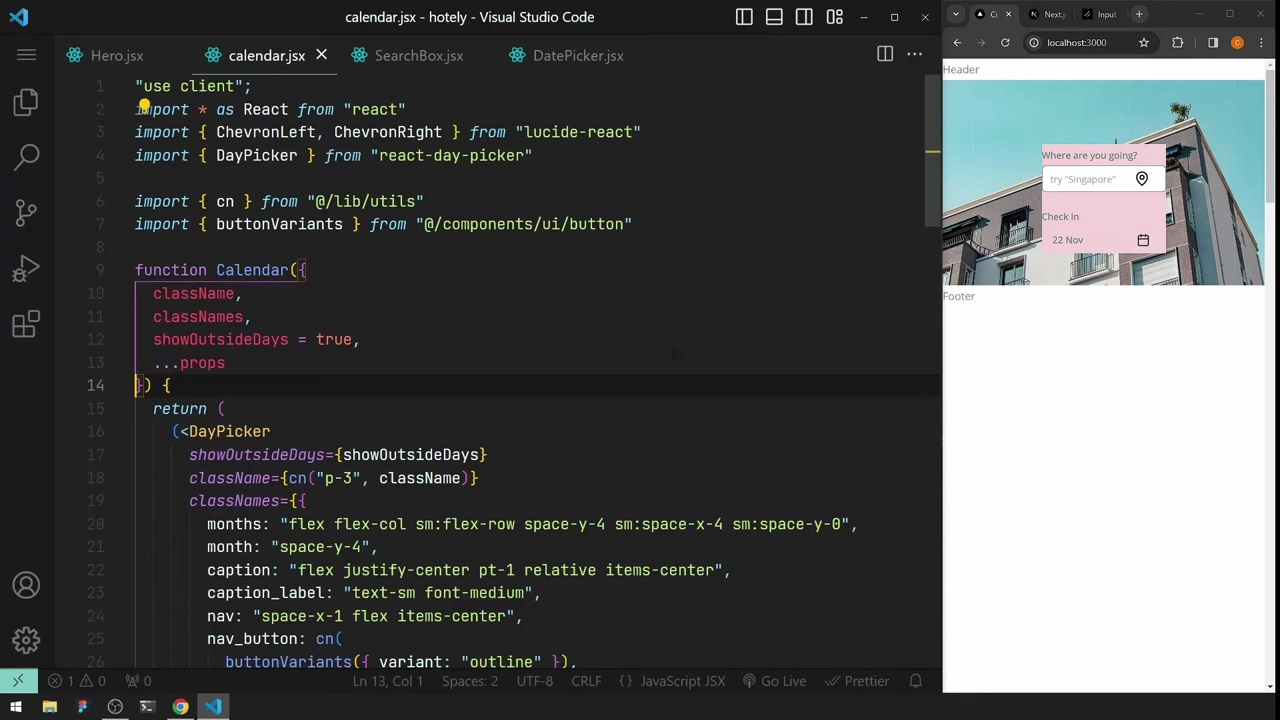 calendar.jsx - hotely - Visual Studio Code
Hero.jsx
calendar.jsx
SearchBox.jsx
DatePicker.jsx
1 "use client";
2 import * as React from "react"
3 import { ChevronLeft, ChevronRight } from "lucide-react"
4 import { DayPicker } from "react-day-picker"
5
6 import { cn } from "@/lib/utils"
7 import { buttonVariants } from "@/components/ui/button"
8
9 function Calendar({
10 className,
11 classNames,
12 showOutsideDays = true,
13 ...props
14 }) {
15 return (
16 (<DayPicker
17 showOutsideDays={showOutsideDays}
18 className={cn("p-3", className)}
19 classNames={{
20 months: "flex flex-col sm:flex-row space-y-4 sm:space-x-4 sm:space-y-0",
21 month: "space-y-4",
22 caption: "flex justify-center pt-1 relative items-center",
23 caption_label: "text-sm font-medium",
24 nav: "space-x-1 flex items-center",
25 nav_button: cn(
26 buttonVariants({ variant: "outline" }),
1 0
0
Ln 13, Col 1
Spaces: 2
UTF-8
CRLF
{} JavaScript JSX
Go Live
Prettier
Next.
Input
localhost:3000
C
Header
Where are you going?
try "Singapore"
Check in
22 Nov
Footer